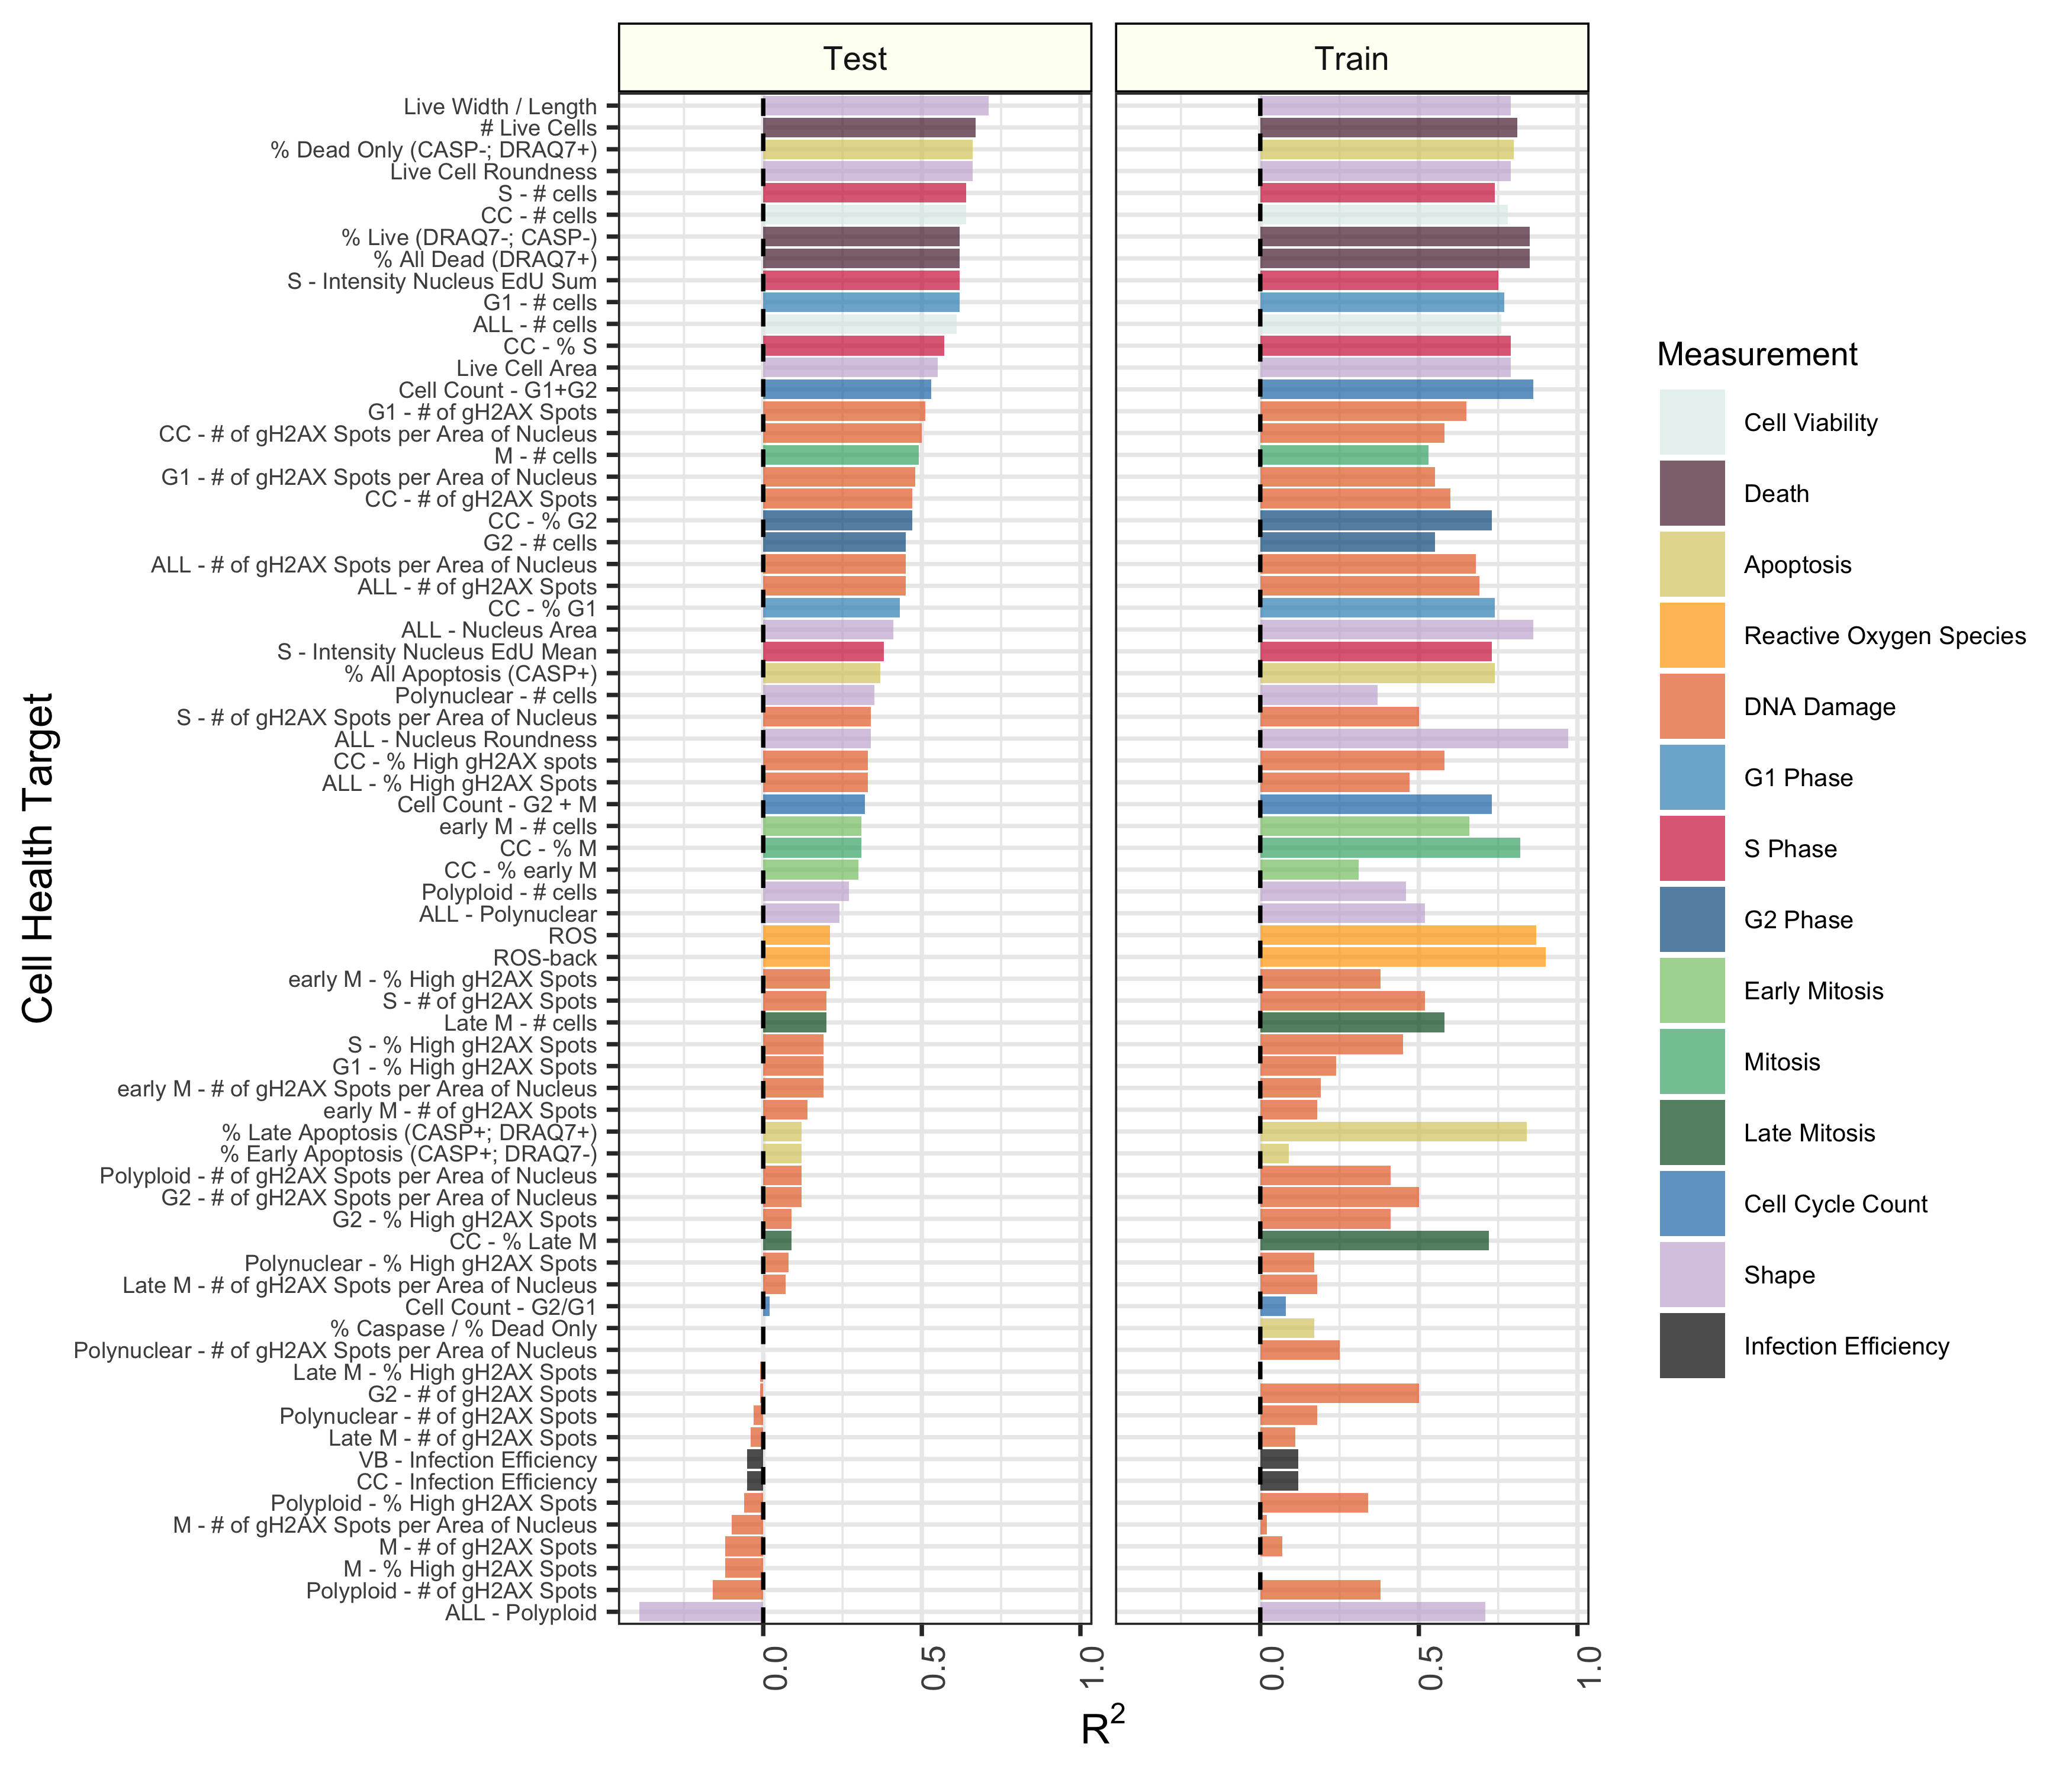 Test
Train
Live Width / Length
# Live Cells
% Dead Only (CASP-; DRAQ7+)
Live Cell Roundness
S - # cells
CC - # cells
% Live (DRAQ7-; CASP-)
% All Dead (DRAQ7+)
S - Intensity Nucleus EdU Sum
G1 - # cells
ALL - # cells
CC - % S
Live Cell Area
Cell Count - G1+G2
G1 - # of gH2AX Spots
CC - # of gH2AX Spots per Area of Nucleus
M - # cells
G1 - # of gH2AX Spots per Area of Nucleus
CC - # of gH2AX Spots
CC - % G2
G2 - # cells
ALL - # of gH2AX Spots per Area of Nucleus
ALL - # of gH2AX Spots
CC - % G1
ALL - Nucleus Area
S - Intensity Nucleus EdU Mean
% All Apoptosis (CASP+)
Polynuclear - # cells
S - # of gH2AX Spots per Area of Nucleus
ALL - Nucleus Roundness
CC - % High gH2AX spots
ALL - % High gH2AX Spots
Cell Count - G2 + M
early M - # cells
CC - % M
CC - % early M
Polyploid - # cells
ALL - Polynuclear
ROS
ROS-back
early M - % High gH2AX Spots
S - # of gH2AX Spots
Late M - # cells
S - % High gH2AX Spots
G1 - % High gH2AX Spots
early M - # of gH2AX Spots per Area of Nucleus
early M - # of gH2AX Spots
% Late Apoptosis (CASP+; DRAQ7+)
% Early Apoptosis (CASP+; DRAQ7-)
Polyploid - # of gH2AX Spots per Area of Nucleus
G2 - # of gH2AX Spots per Area of Nucleus
G2 - % High gH2AX Spots
CC - % Late M
Polynuclear - % High gH2AX Spots
Late M - # of gH2AX Spots per Area of Nucleus
Cell Count - G2/G1
% Caspase / % Dead Only
Polynuclear - # of gH2AX Spots per Area of Nucleus
Late M - % High gH2AX Spots
G2 - # of gH2AX Spots
Polynuclear - # of gH2AX Spots
Late M - # of gH2AX Spots
VB - Infection Efficiency
CC - Infection Efficiency
Polyploid - % High gH2AX Spots
M - # of gH2AX Spots per Area of Nucleus
M - # of gH2AX Spots
M - % High gH2AX Spots
Polyploid - # of gH2AX Spots
ALL - Polyploid
Cell Health Target
0.0
0.5
1.0
0.0
0.5
1.0
R²
Measurement
Cell Viability
Death
Apoptosis
Reactive Oxygen Species
DNA Damage
G1 Phase
S Phase
G2 Phase
Early Mitosis
Mitosis
Late Mitosis
Cell Cycle Count
Shape
Infection Efficiency